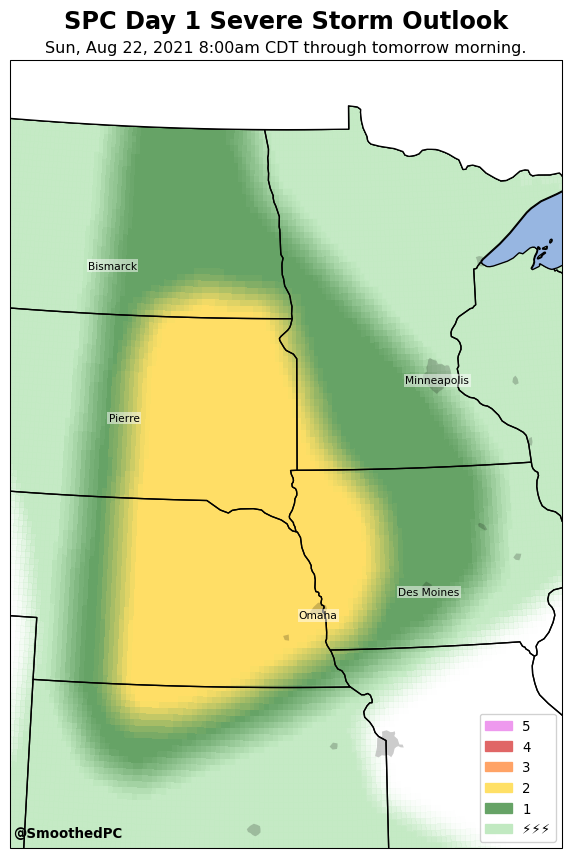 SPC Day 1 Severe Storm Outlook
Sun, Aug 22, 2021 8:00am CDT through tomorrow morning.
Bismarck
Minneapolis
Pierre
Des Moines
Omaha
5
4
3
2
1
⚡⚡⚡
@SmoothedPC